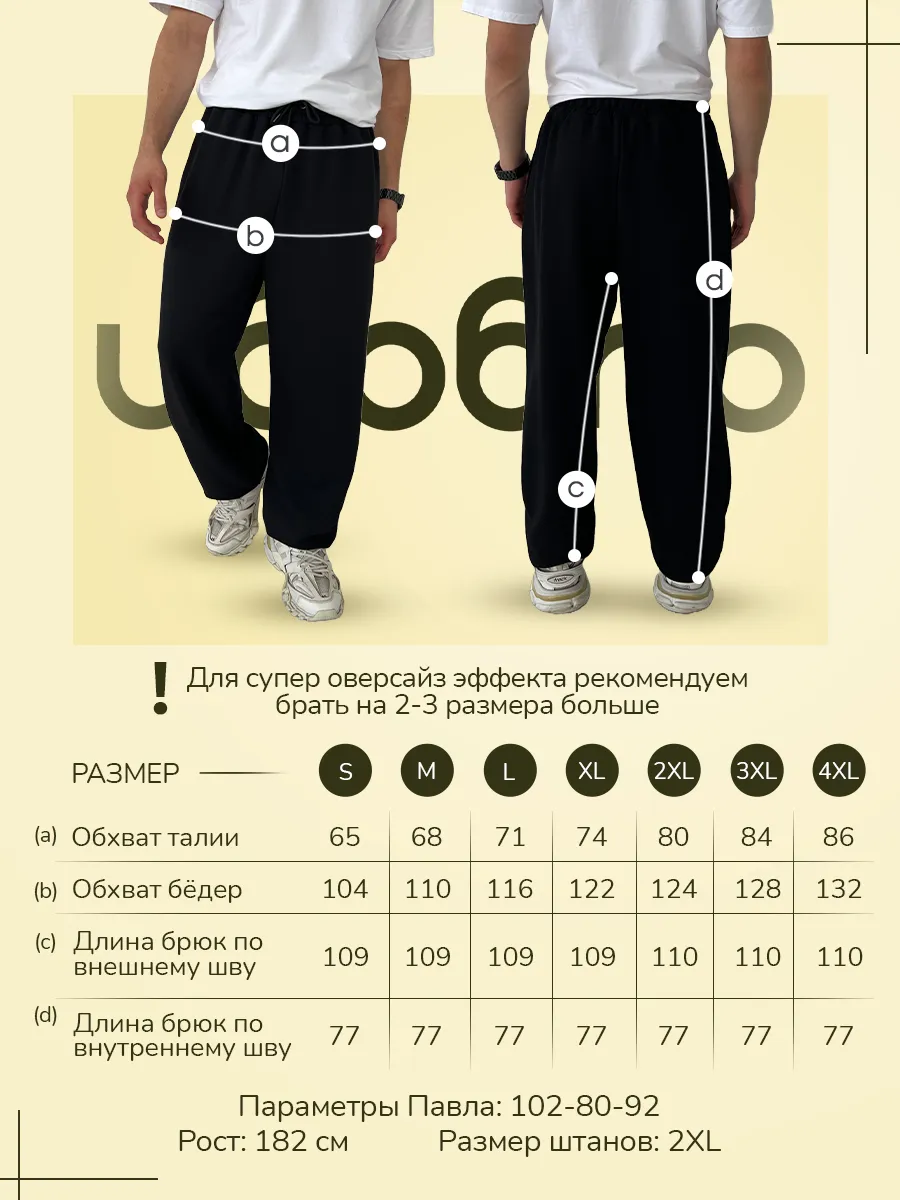 a
b
c
d
! Для супер оверсайз эффекта рекомендуем
брать на 2-3 размера больше
РАЗМЕР S M L XL 2XL 3XL 4XL
(a) Обхват талии 65 68 71 74 80 84 86
(b) Обхват бёдер 104 110 116 122 124 128 132
(c) Длина брюк по
внешнему шву 109 109 109 109 110 110 110
(d) Длина брюк по
внутреннему шву 77 77 77 77 77 77 77
Параметры Павла: 102-80-92
Рост: 182 см Размер штанов: 2XL